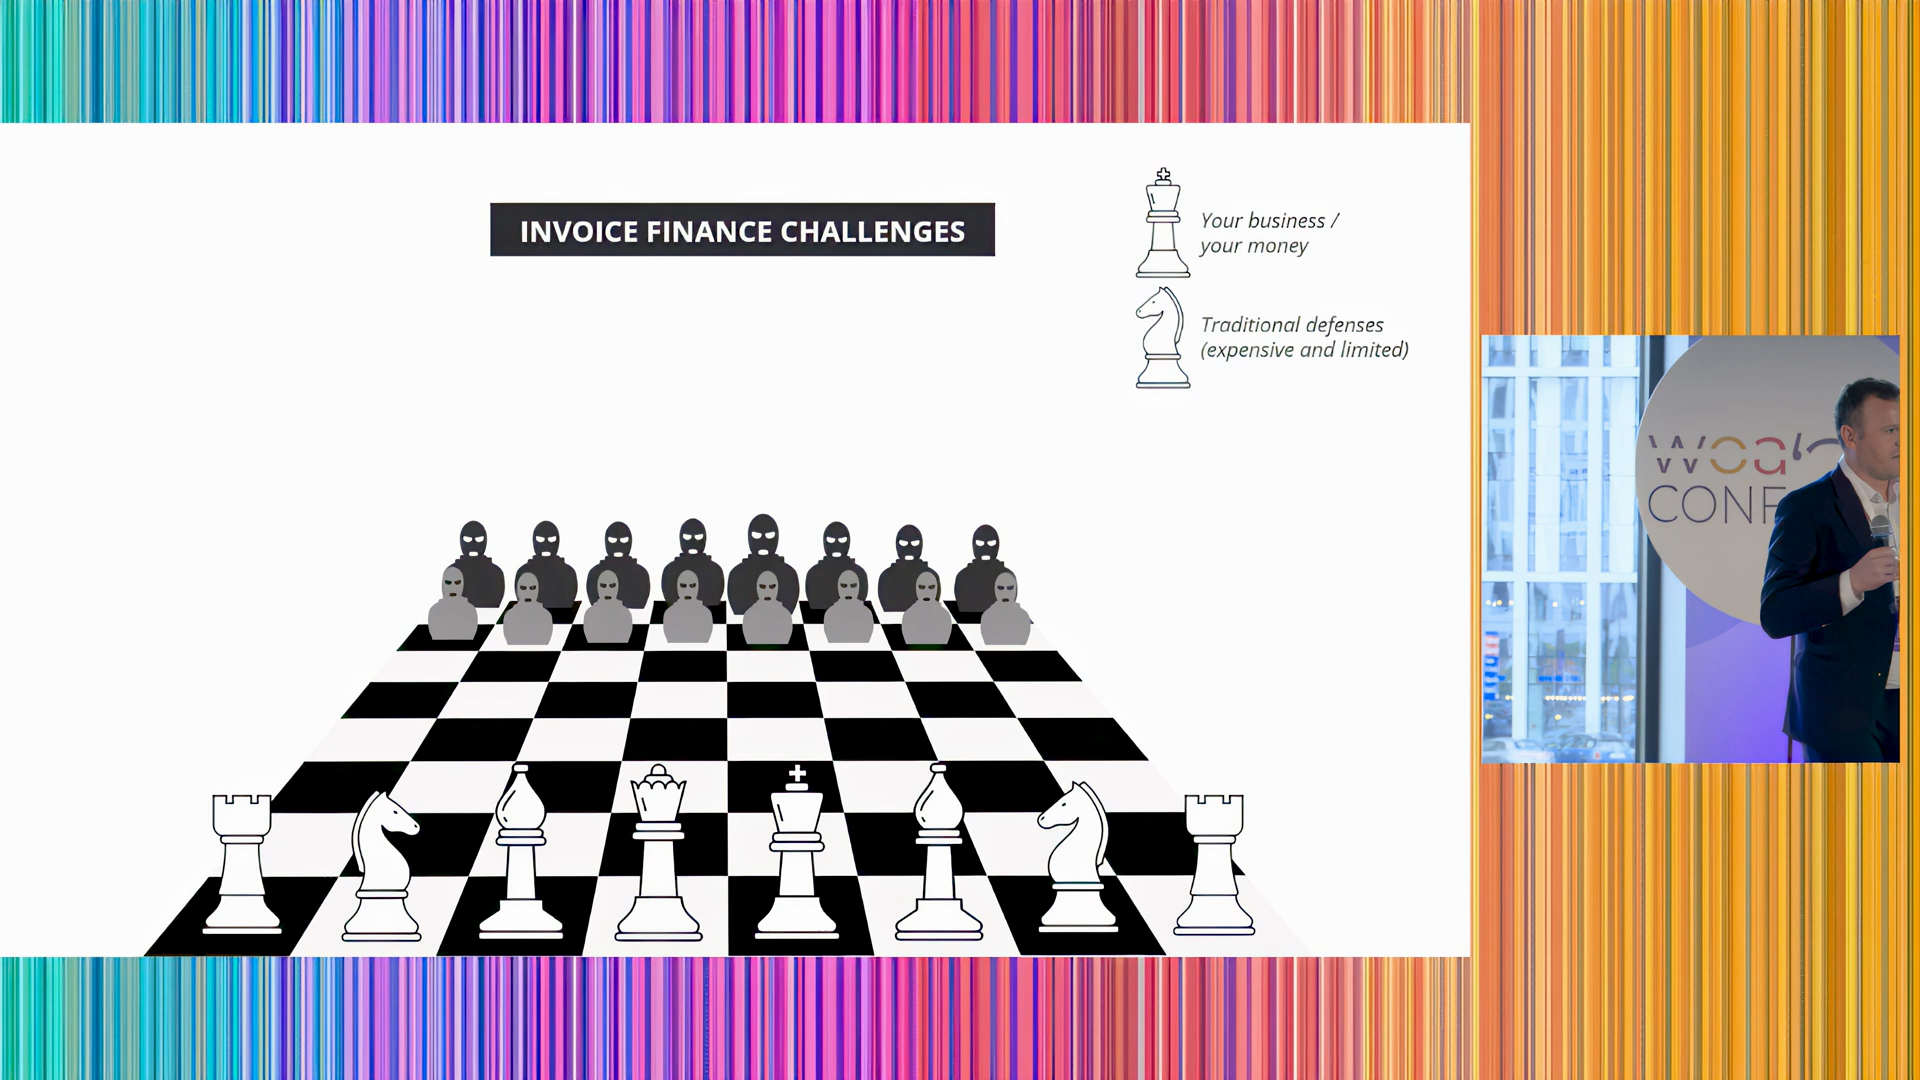 INVOICE FINANCE CHALLENGES
Your business /
your money
Traditional defenses
(expensive and limited)
CONF